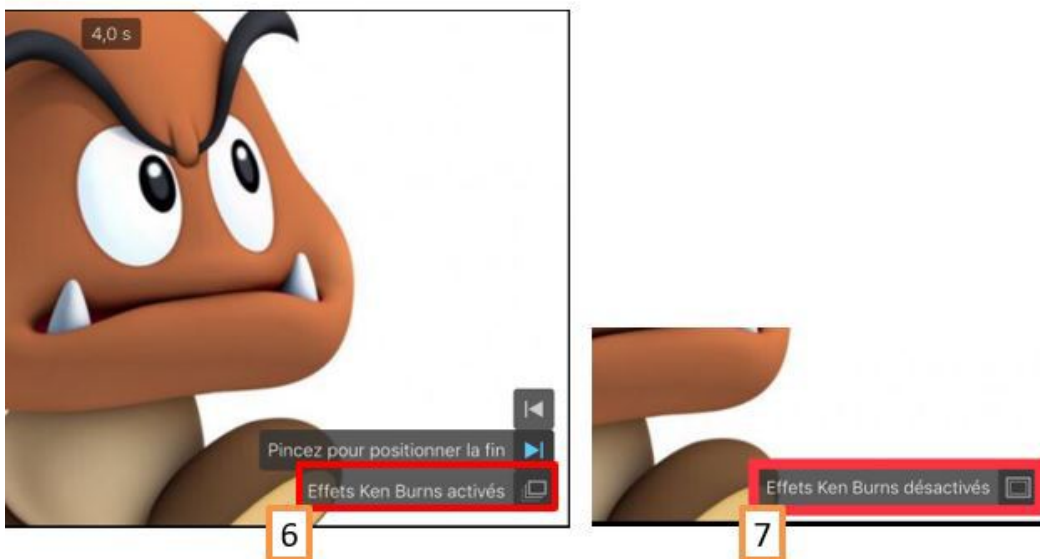 4,0 s
Pincez pour positionner la fin
Effets Ken Burns activés
6
Effets Ken Burns désactivés
7